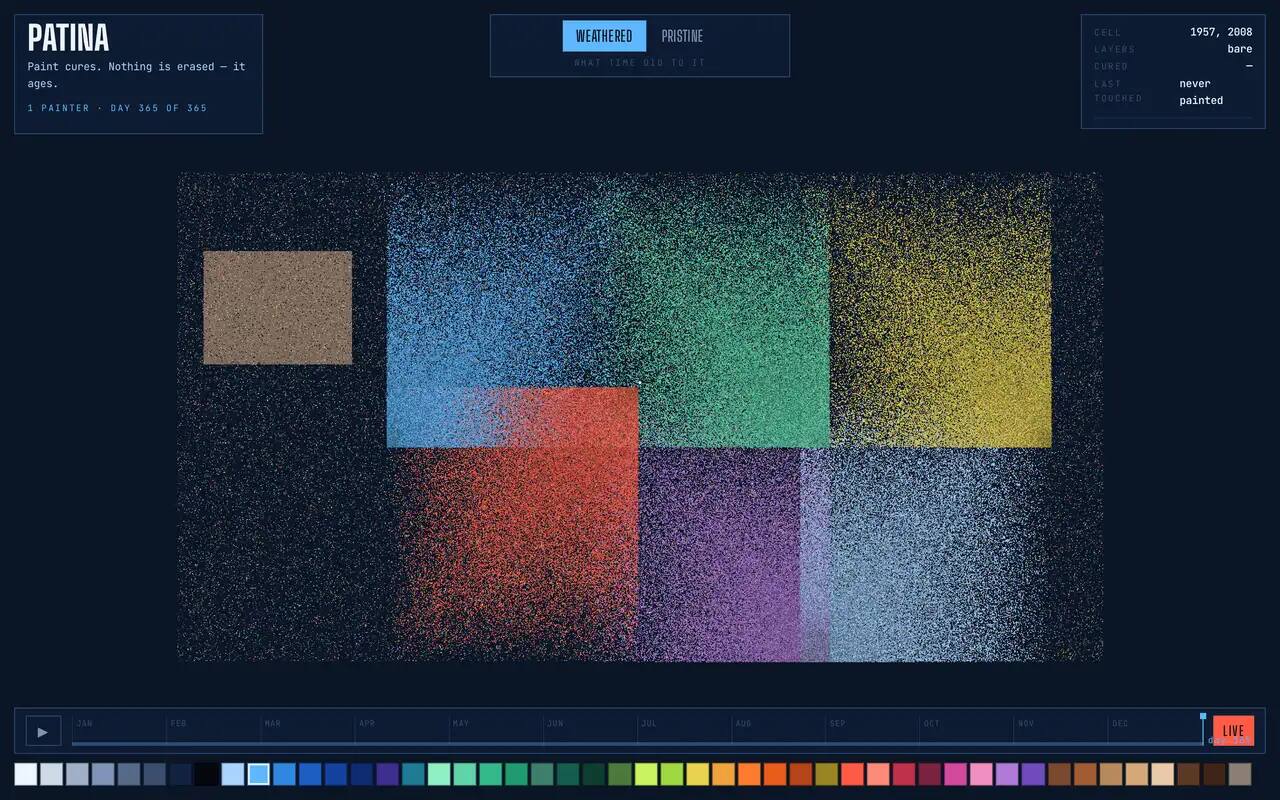 PATINA
Paint cures. Nothing is erased — it
ages.
1 PAINTER · DAY 365 OF 365
WEATHERED
PRISTINE
WHAT TIME DID TO IT
CELL 1957, 2008
LAYERS bare
CURED —
LAST TOUCHED never painted
JAN FEB MAR APR MAY JUN JUL AUG SEP OCT NOV DEC
LIVE
day 365